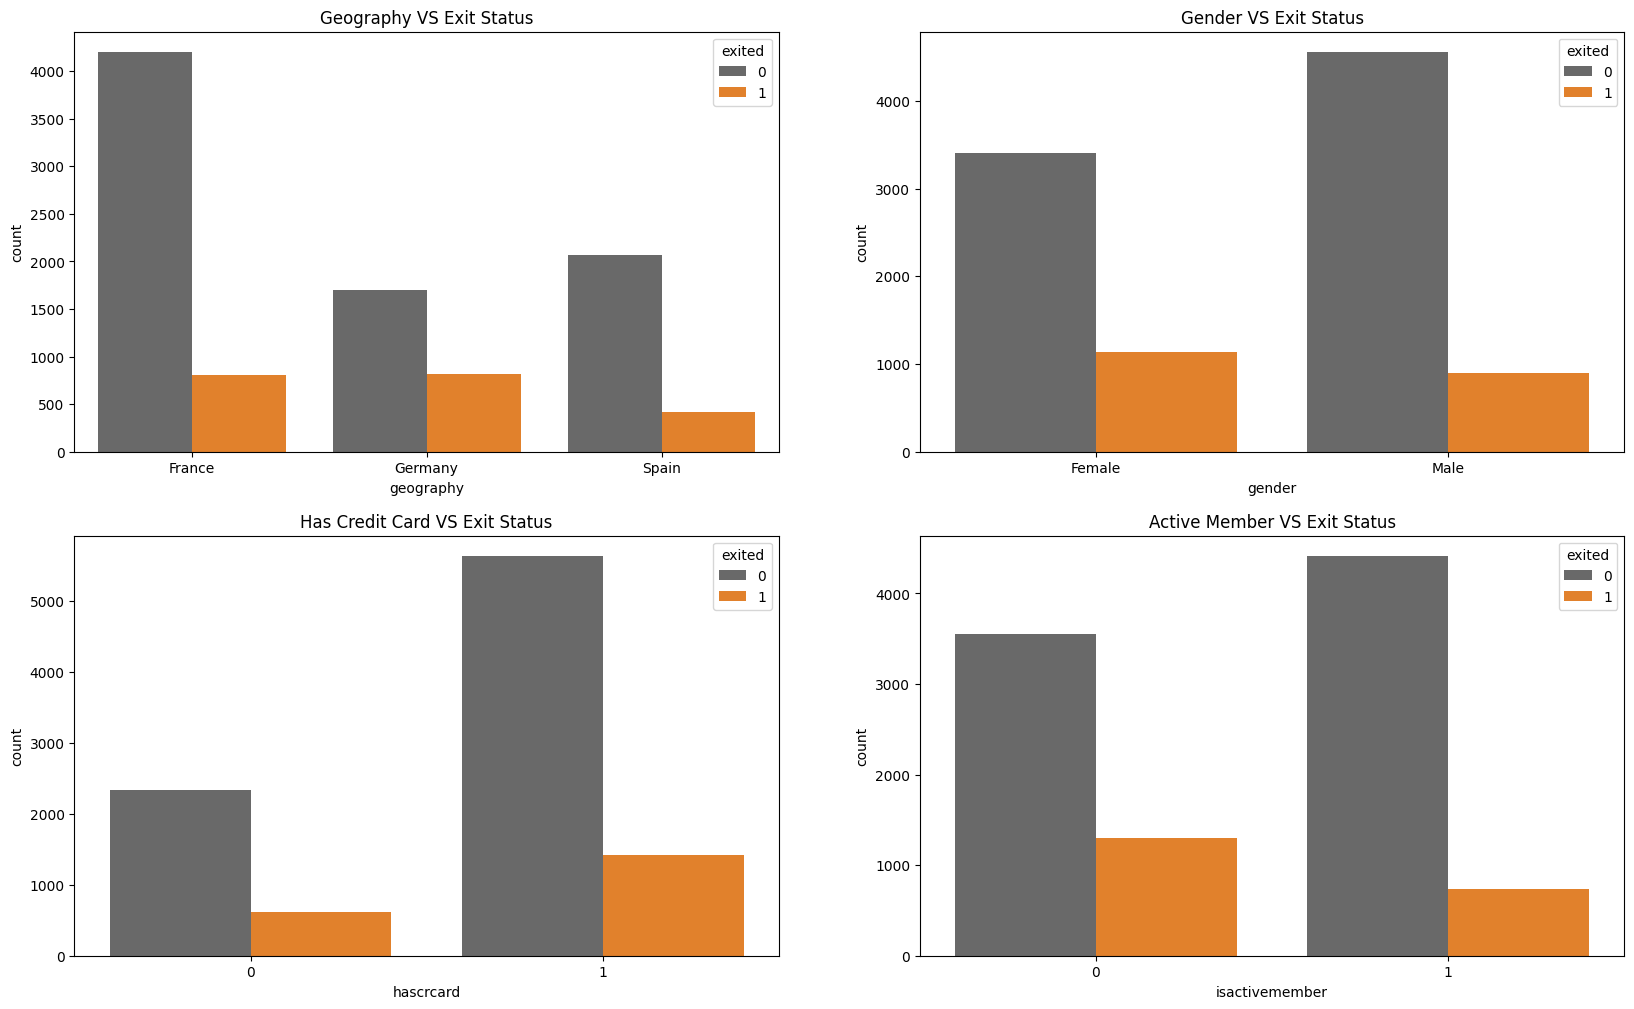 Geography VS Exit Status
exited
0
1
4000
3500
3000
2500
2000
1500
1000
500
0
count
France Germany Spain
geography
Gender VS Exit Status
exited
0
1
4000
3000
2000
1000
0
count
Female Male
gender
Has Credit Card VS Exit Status
exited
0
1
5000
4000
3000
2000
1000
0
count
0 1
hascrcard
Active Member VS Exit Status
exited
0
1
4000
3000
2000
1000
0
count
0 1
isactivemember